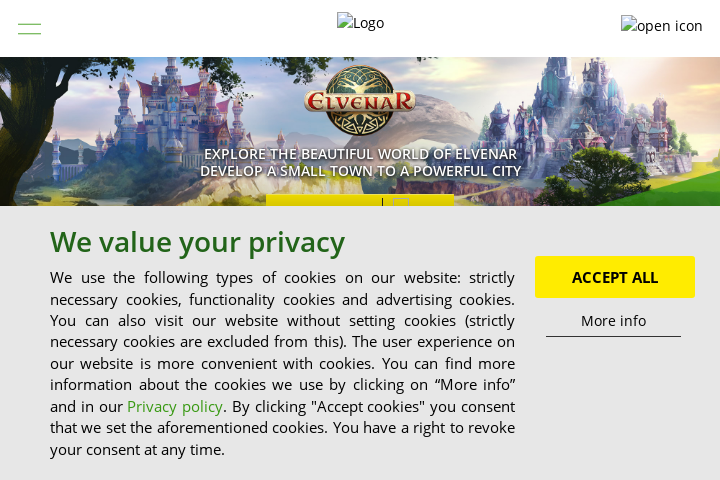 Logo
open icon
ELVENAR
EXPLORE THE BEAUTIFUL WORLD OF ELVENAR
DEVELOP A SMALL TOWN TO A POWERFUL CITY
We value your privacy
We use the following types of cookies on our website: strictly
necessary cookies, functionality cookies and advertising cookies.
You can also visit our website without setting cookies (strictly
necessary cookies are excluded from this). The user experience on
our website is more convenient with cookies. You can find more
information about the cookies we use by clicking on “More info”
and in our Privacy policy. By clicking "Accept cookies" you consent
that we set the aforementioned cookies. You have a right to revoke
your consent at any time.
ACCEPT ALL
More info